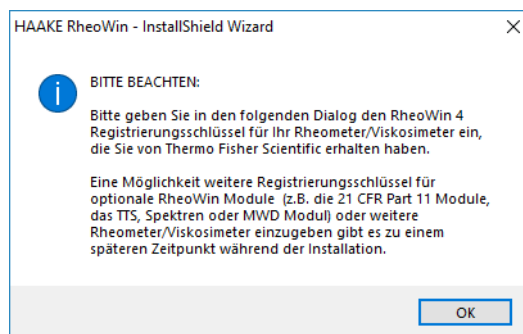 HAAKE RheoWin - InstallShield Wizard
BITTE BEACHTEN:
Bitte geben Sie in den folgenden Dialog den RheoWin 4
Registrierungsschlüssel für Ihr Rheometer/Viskosimeter ein,
die Sie von Thermo Fisher Scientific erhalten haben.
Eine Möglichkeit weitere Registrierungsschlüssel für
optionale RheoWin Module  (z.B. die 21 CFR Part 11 Module,
das TTS, Spektren oder MWD Modul) oder weitere
Rheometer/Viskosimeter einzugeben gibt es zu einem
späteren Zeitpunkt während der Installation.
OK